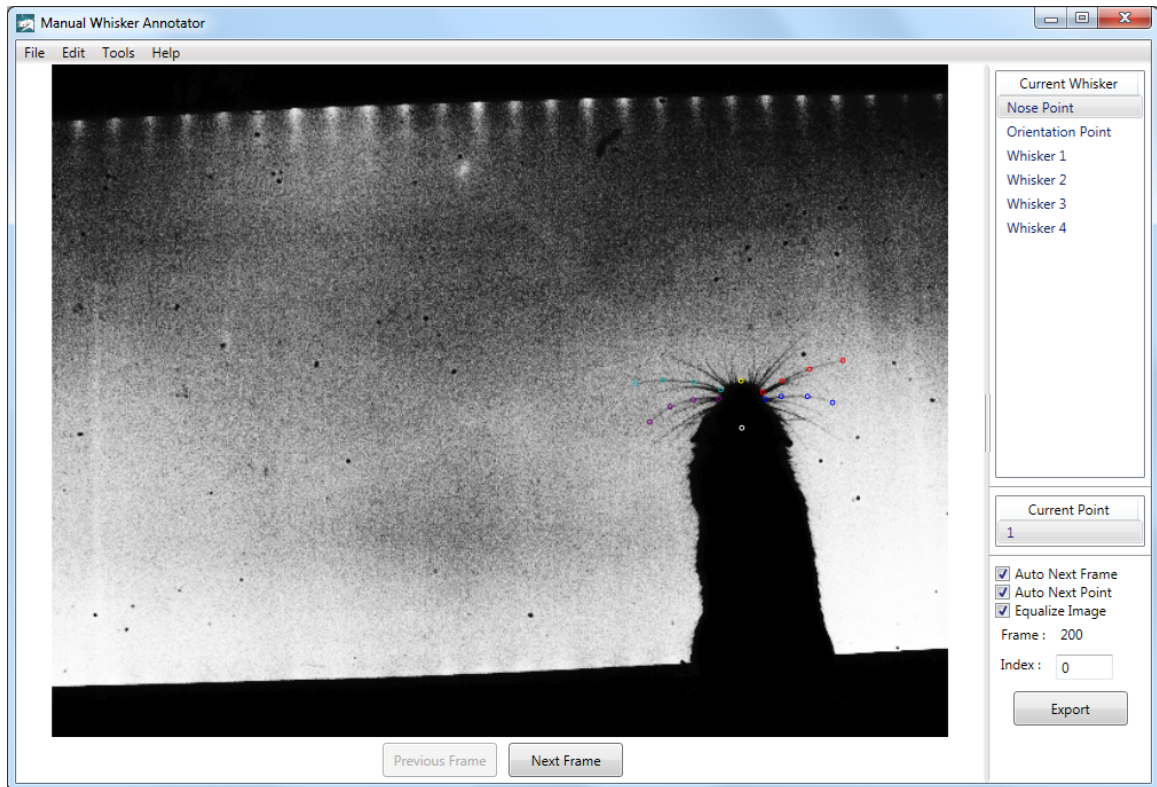 Manual Whisker Annotator
File Edit Tools Help
Current Whisker
Nose Point
Orientation Point
Whisker 1
Whisker 2
Whisker 3
Whisker 4
Current Point
1
Auto Next Frame
Auto Next Point
Equalize Image
Frame : 200
Index : 0
Export
Previous Frame Next Frame